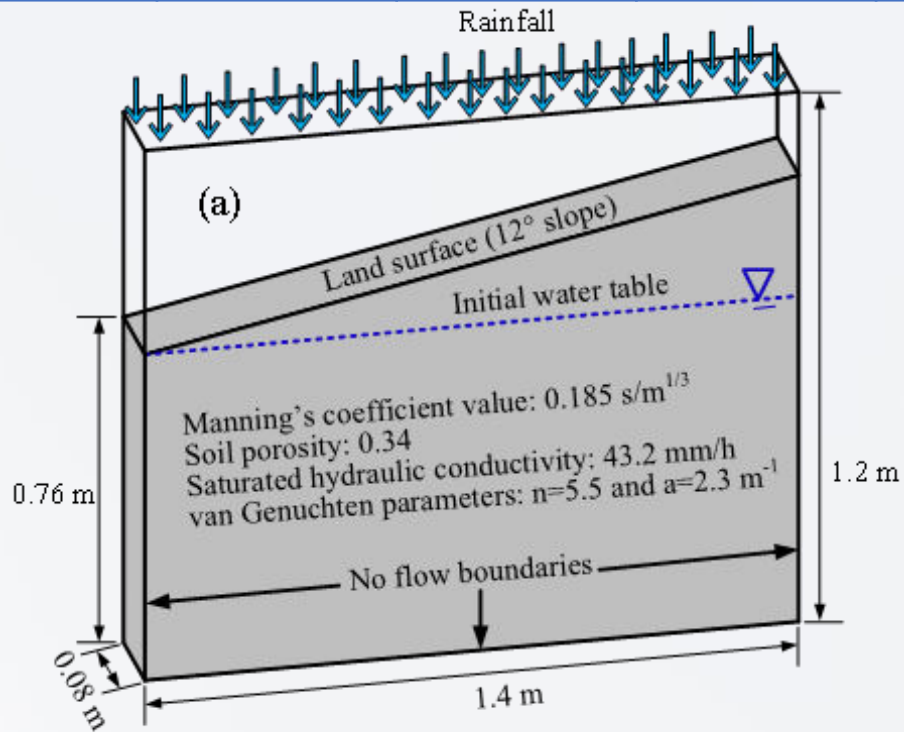 Rainfall
(a)
Land surface (12° slope)
Initial water table
Manning's coefficient value: 0.185 s/m^1/3
Soil porosity: 0.34
Saturated hydraulic conductivity: 43.2 mm/h
van Genuchten parameters: n=5.5 and a=2.3 m^-1
0.76 m
1.2 m
No flow boundaries
0.08 m
1.4 m